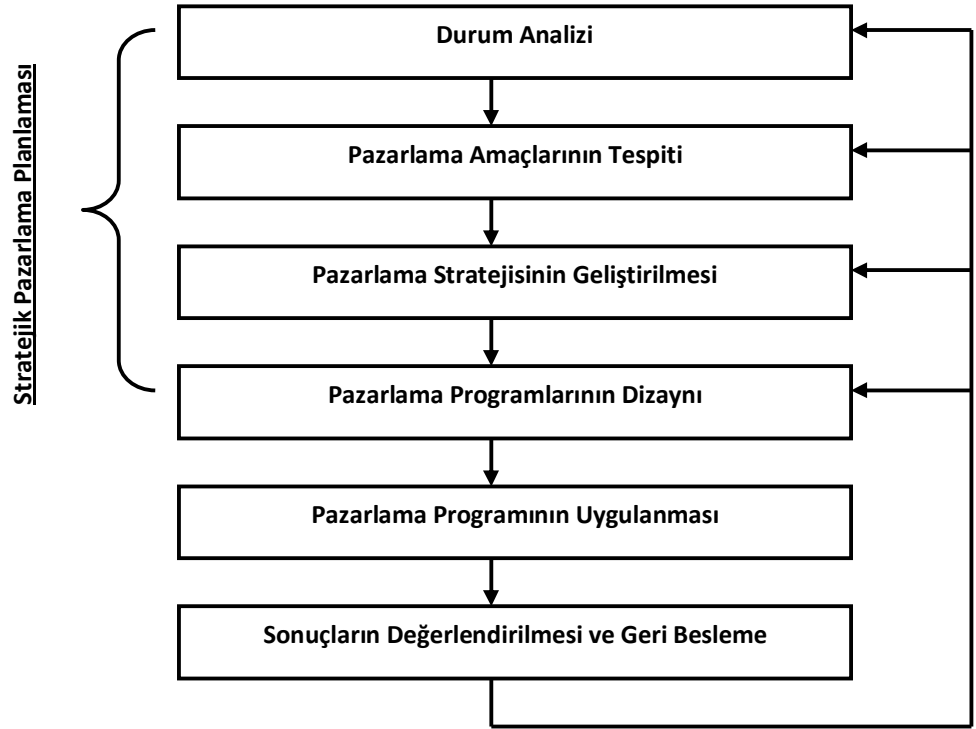 Stratejik Pazarlama Planlaması
Durum Analizi
Pazarlama Amaçlarının Tespiti
Pazarlama Stratejisinin Geliştirilmesi
Pazarlama Programlarının Dizaynı
Pazarlama Programının Uygulanması
Sonuçların Değerlendirilmesi ve Geri Besleme